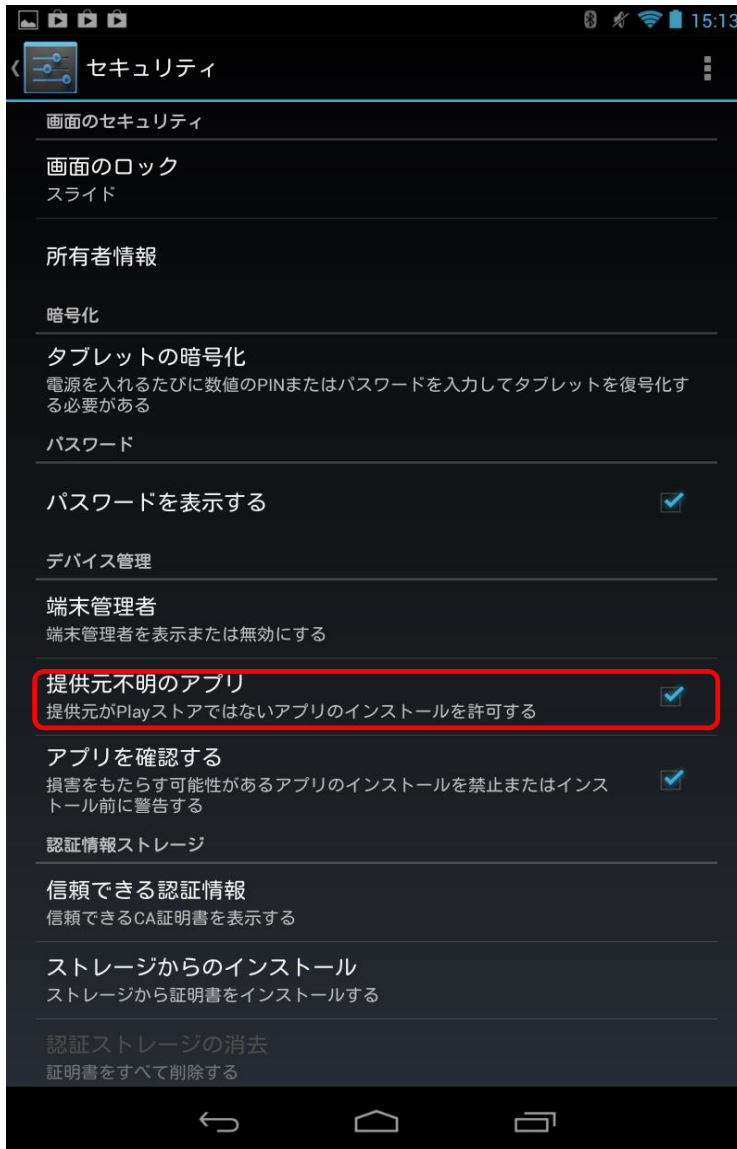 15:13
セキュリティ
画面のセキュリティ
画面のロック
スライド
所有者情報
暗号化
タブレットの暗号化
電源を入れるたびに数値のPINまたはパスワードを入力してタブレットを復号化す
る必要がある
パスワード
パスワードを表示する
デバイス管理
端末管理者
端末管理者を表示または無効にする
提供元不明のアプリ
提供元がPlayストアではないアプリのインストールを許可する
アプリを確認する
損害をもたらす可能性があるアプリのインストールを禁止またはインス
トール前に警告する
認証情報ストレージ
信頼できる認証情報
信頼できるCA証明書を表示する
ストレージからのインストール
ストレージから証明書をインストールする
認証ストレージの消去
証明書をすべて削除する